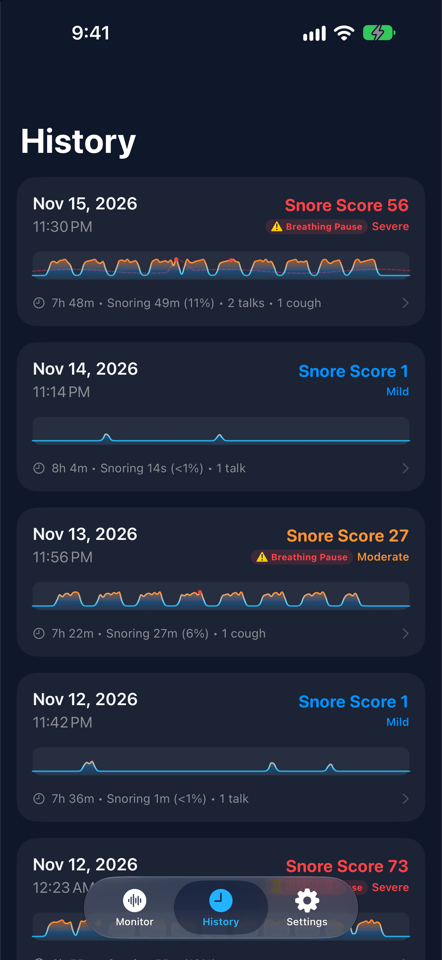 9:41
History
Nov 15, 2026
Snore Score 56
11:30 PM
Breathing Pause Severe
7h 48m • Snoring 49m (11%) • 2 talks • 1 cough
Nov 14, 2026
Snore Score 1
11:14 PM
Mild
8h 4m • Snoring 14s (<1%) • 1 talk
Nov 13, 2026
Snore Score 27
11:56 PM
Breathing Pause Moderate
7h 22m • Snoring 27m (6%) • 1 cough
Nov 12, 2026
Snore Score 1
11:42 PM
Mild
7h 36m • Snoring 1m (<1%) • 1 talk
Nov 12, 2026
Snore Score 73
12:23 AM
Severe
Monitor
History
Settings